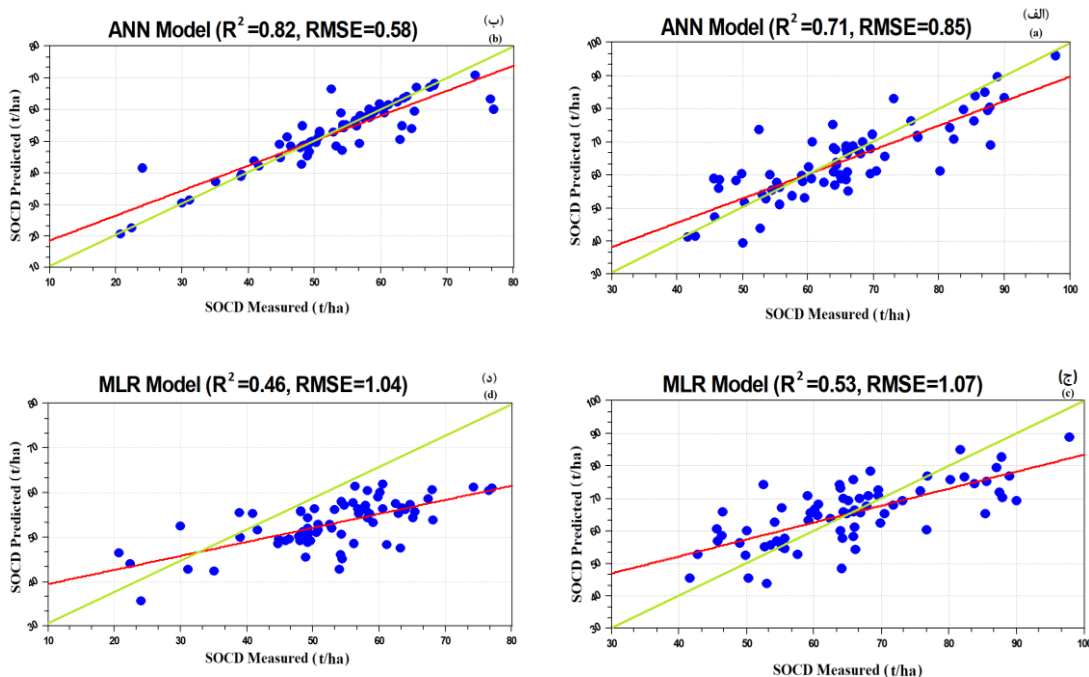 ANN Model (R²=0.82, RMSE=0.58)
(ب)
(b)
SOCD Predicted (t/ha)
80
70
60
50
40
30
20
10
10 20 30 40 50 60 70 80
SOCD Measured (t/ha)
ANN Model (R²=0.71, RMSE=0.85)
(الف)
(a)
SOCD Predicted (t/ha)
100
90
80
70
60
50
40
30
30 40 50 60 70 80 90 100
SOCD Measured (t/ha)
MLR Model (R²=0.46, RMSE=1.04)
(د)
(d)
SOCD Predicted (t/ha)
80
70
60
50
40
30
10 20 30 40 50 60 70 80
SOCD Measured (t/ha)
MLR Model (R²=0.53, RMSE=1.07)
(ج)
(c)
SOCD Predicted (t/ha)
100
90
80
70
60
50
40
30
30 40 50 60 70 80 90 100
SOCD Measured (t/ha)